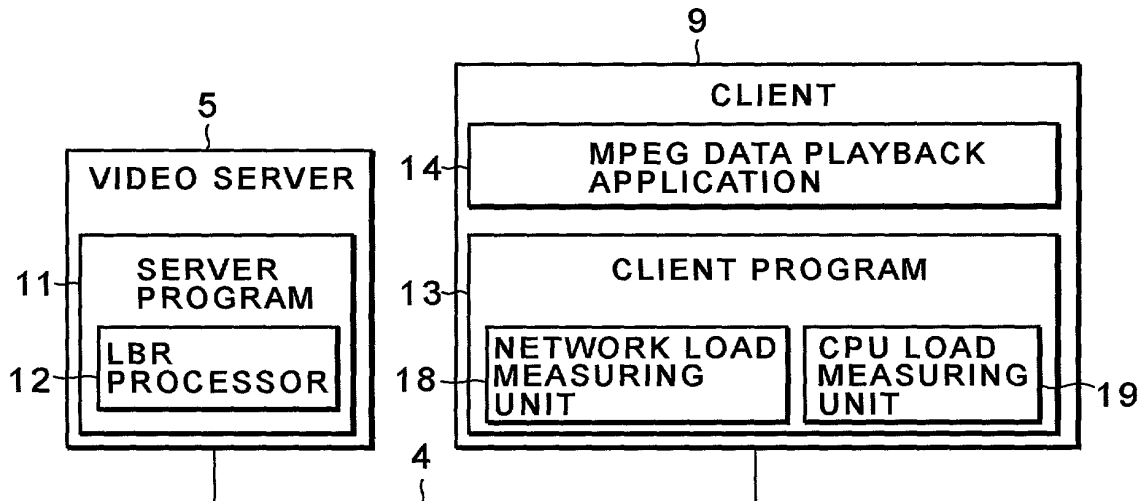 9
CLIENT
5
14
MPEG DATA PLAYBACK
APPLICATION
VIDEO SERVER
11
SERVER
PROGRAM
13
CLIENT PROGRAM
12
LBR
PROCESSOR
18
NETWORK LOAD
MEASURING
UNIT
CPU LOAD
MEASURING
UNIT
19
4